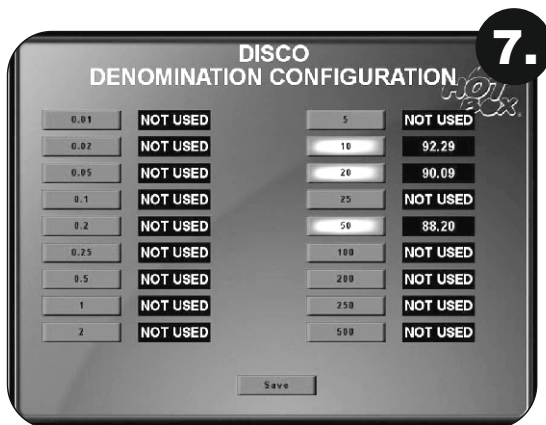 7.
DISCO
DENOMINATION CONFIGURATION
HOT
BOX.
0.01 NOT USED 5 NOT USED
0.02 NOT USED 10 92.29
0.05 NOT USED 20 90.09
0.1 NOT USED 25 NOT USED
0.2 NOT USED 50 88.20
0.25 NOT USED 100 NOT USED
0.5 NOT USED 200 NOT USED
1 NOT USED 250 NOT USED
2 NOT USED 500 NOT USED
Save